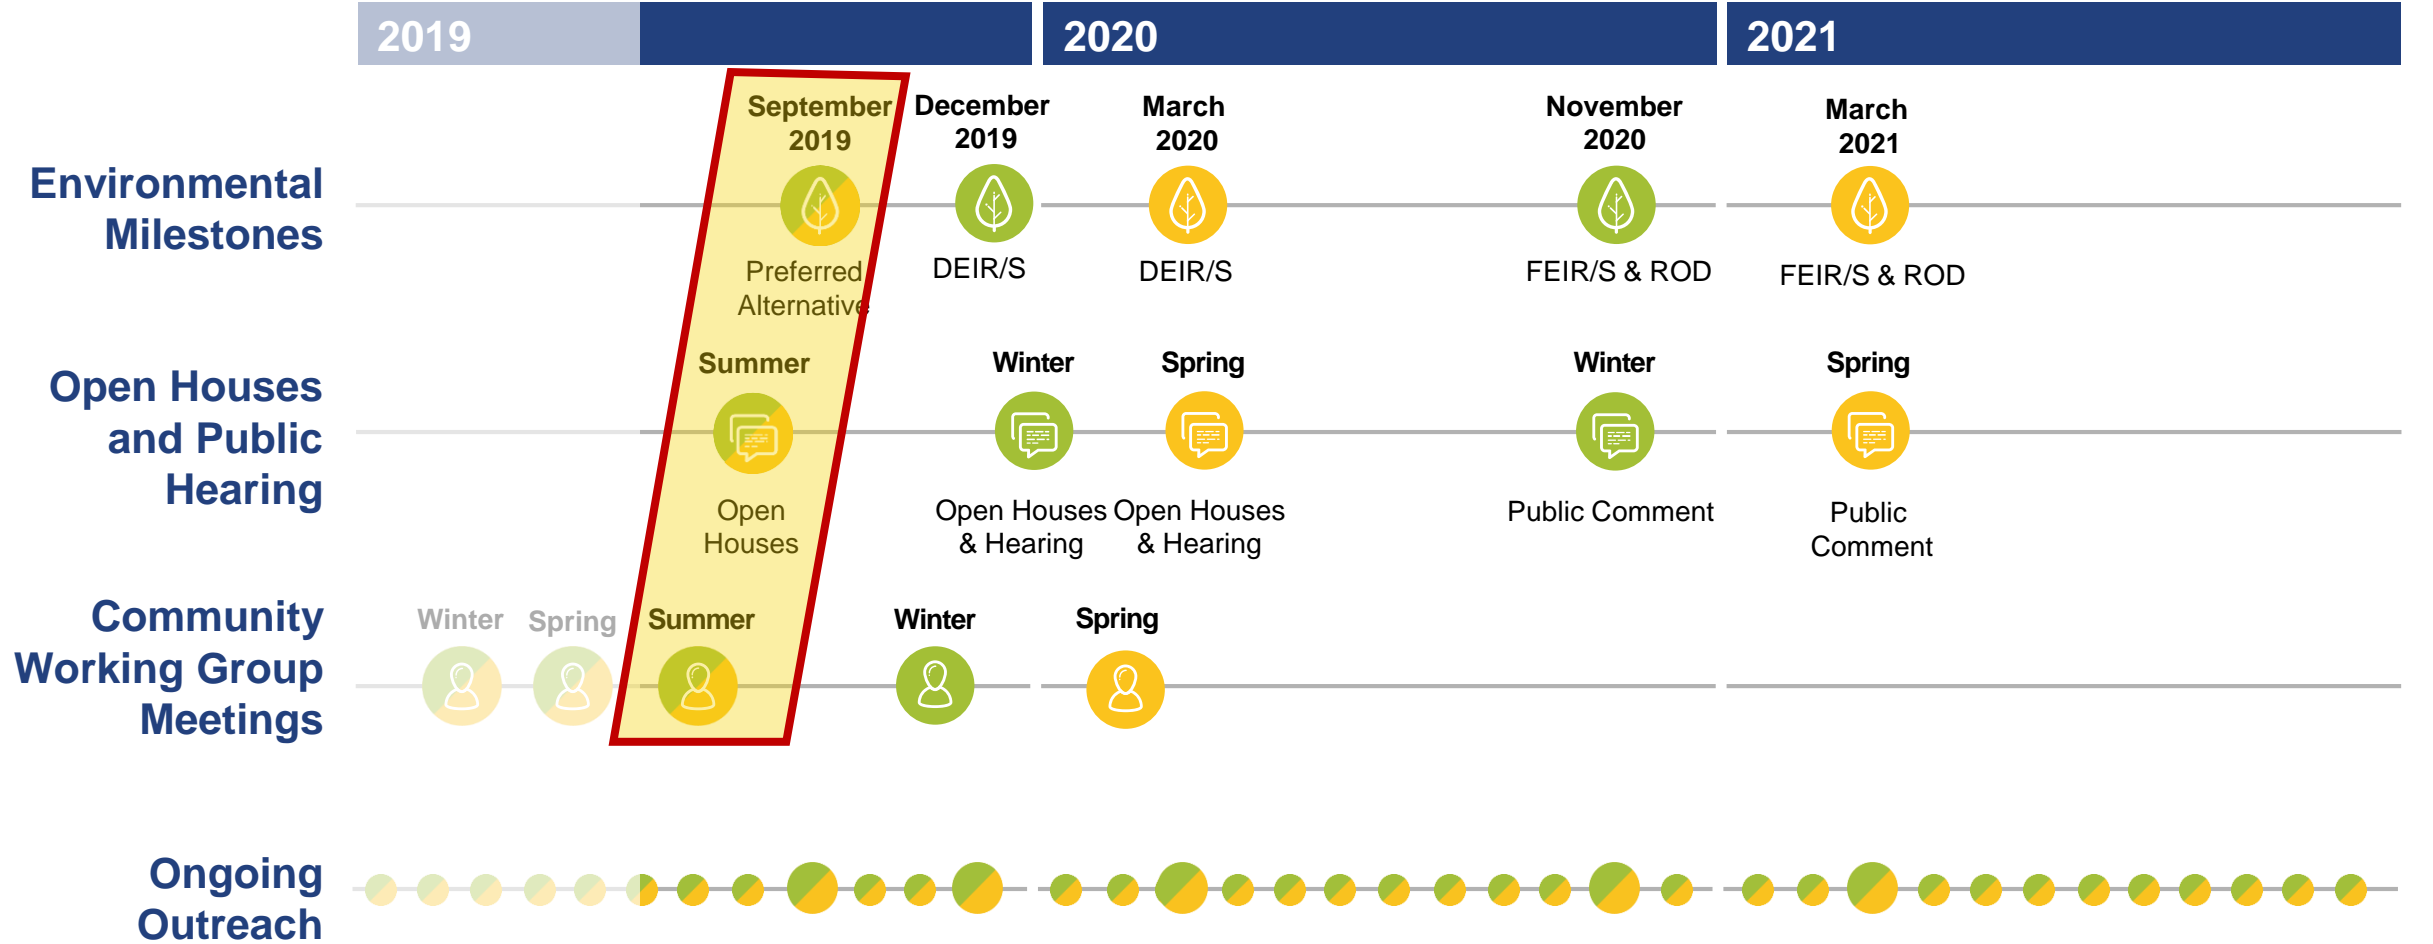 2019
2020
2021
Environmental
Milestones
September
2019
Preferred
Alternative
December
2019
DEIR/S
March
2020
DEIR/S
November
2020
FEIR/S & ROD
March
2021
FEIR/S & ROD
Open Houses
and Public
Hearing
Summer
Open
Houses
Winter
Open Houses
& Hearing
Spring
Open Houses
& Hearing
Winter
Public Comment
Spring
Public
Comment
Community
Working Group
Meetings
Winter
Spring
Summer
Winter
Spring
Ongoing
Outreach